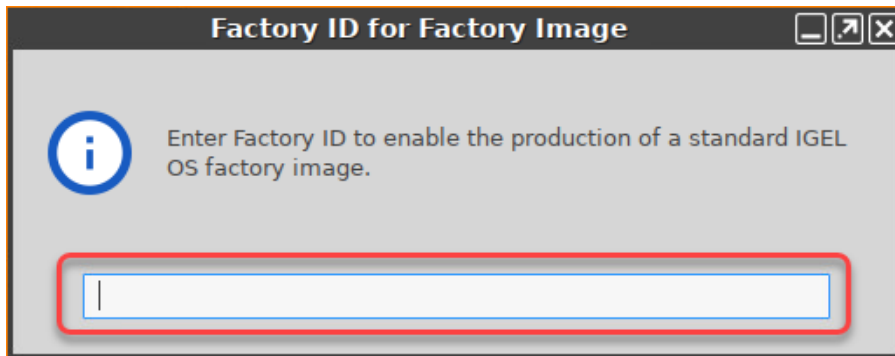 Factory ID for Factory Image
Enter Factory ID to enable the production of a standard IGEL
OS factory image.